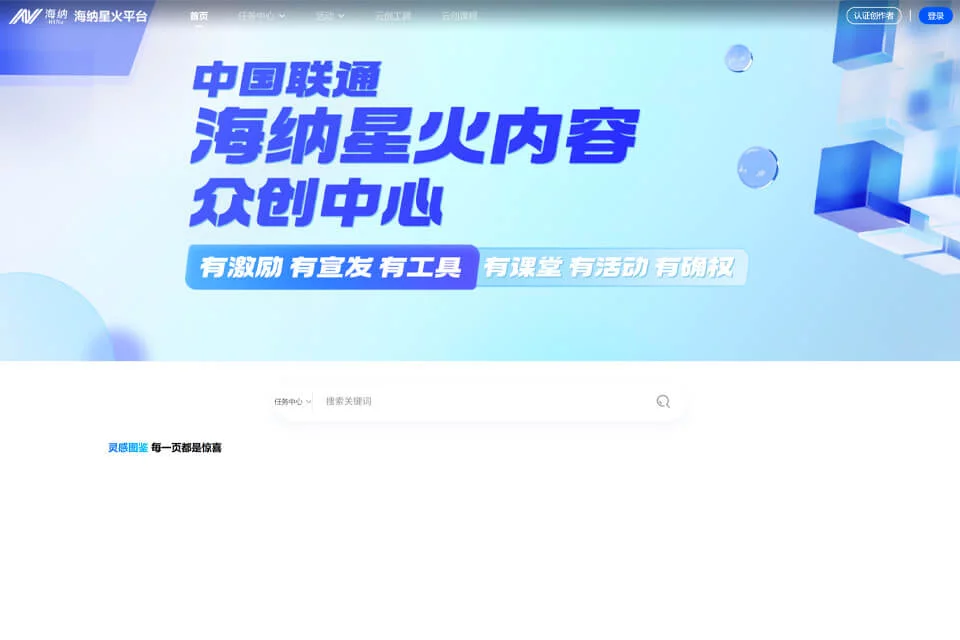 海纳 HINA 海纳星火平台 首页 任务中心 活动 云创工具 云创课程 认证创作者 登录
中国联通
海纳星火内容
众创中心
有激励 有宣发 有工具 有课堂 有活动 有确权
任务中心 搜索关键词
灵感图鉴 每一页都是惊喜